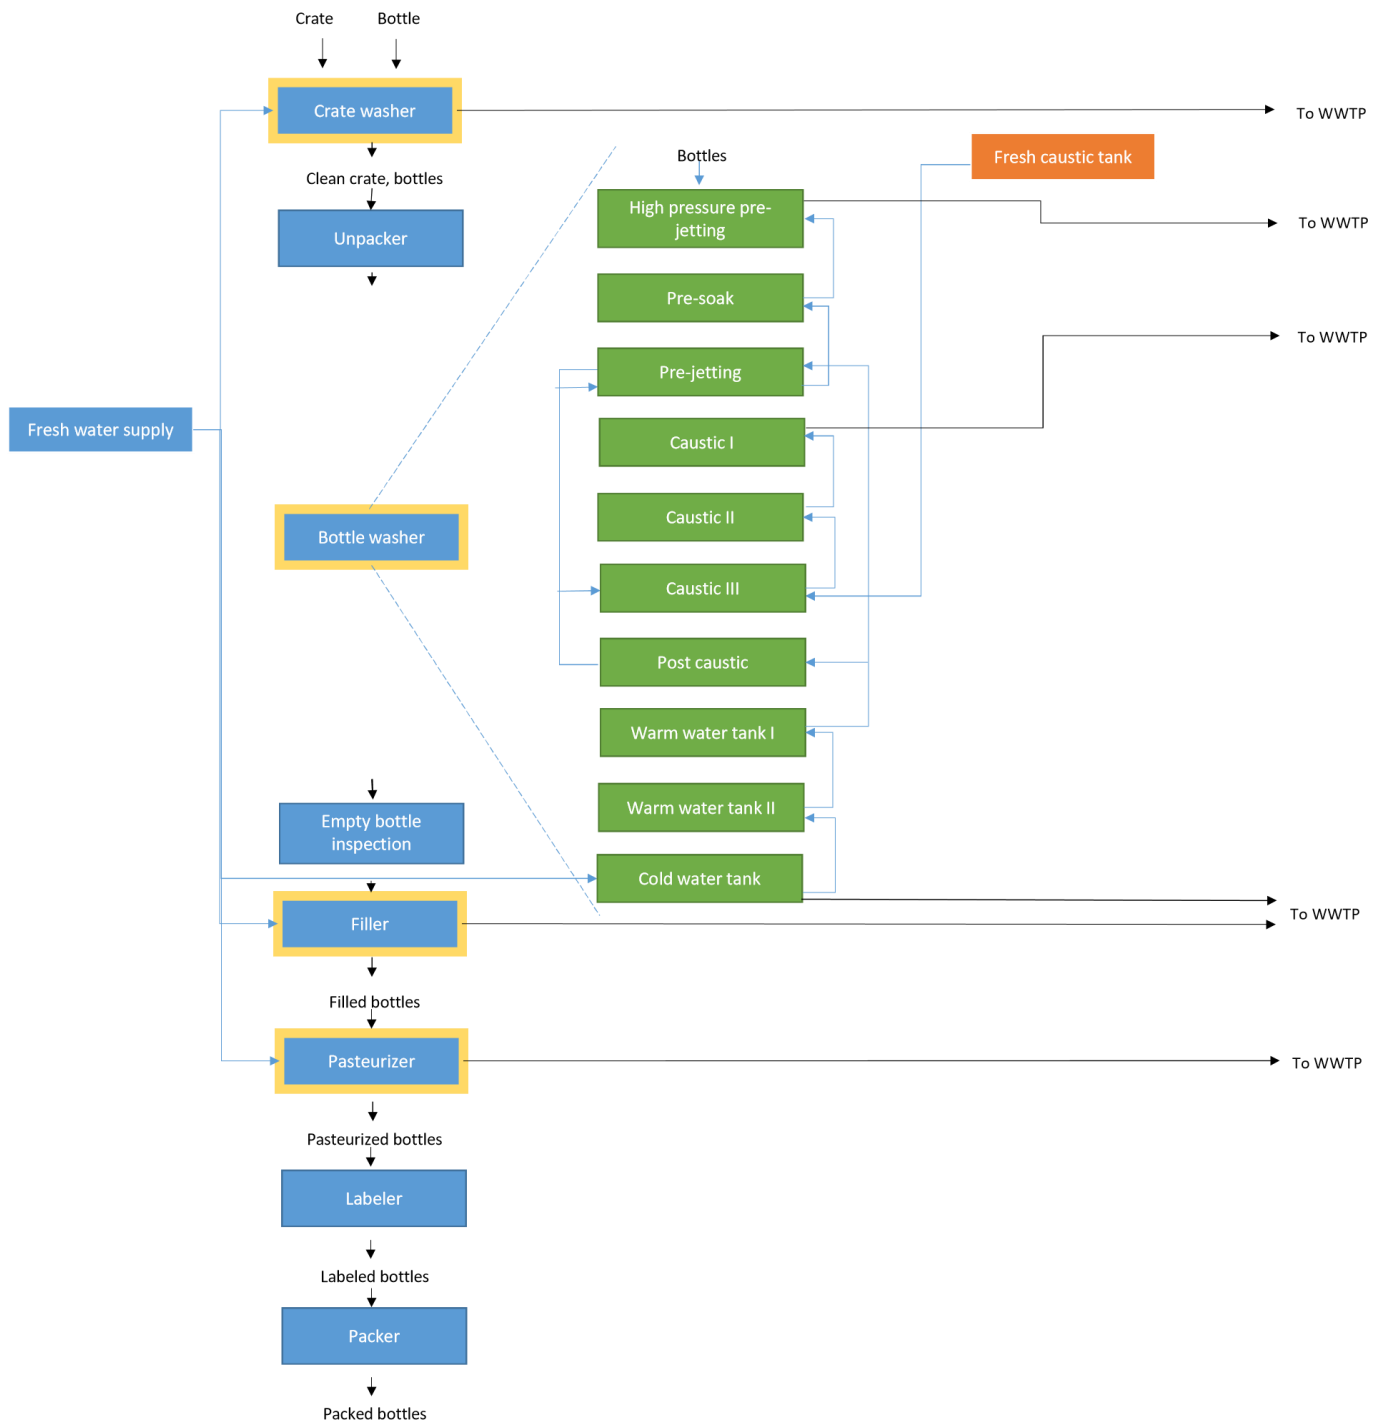 Crate
Bottle
Crate washer
To WWTP
Clean crate, bottles
Unpacker
Bottles
Fresh caustic tank
High pressure pre-
jetting
To WWTP
Pre-soak
To WWTP
Pre-jetting
Fresh water supply
Caustic I
Caustic II
Bottle washer
Caustic III
Post caustic
Warm water tank I
Warm water tank II
Empty bottle
inspection
Cold water tank
To WWTP
Filler
Filled bottles
Pasteurizer
To WWTP
Pasteurized bottles
Labeler
Labeled bottles
Packer
Packed bottles